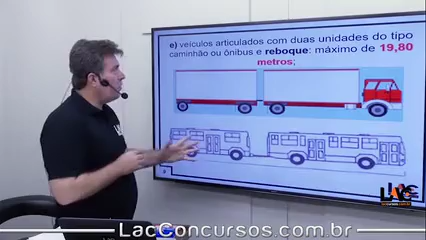 e) veículos articulados com duas unidades do tipo
caminhão ou ônibus e reboque: máximo de 19,80
metros;
LAC
LacConcursos.com.br